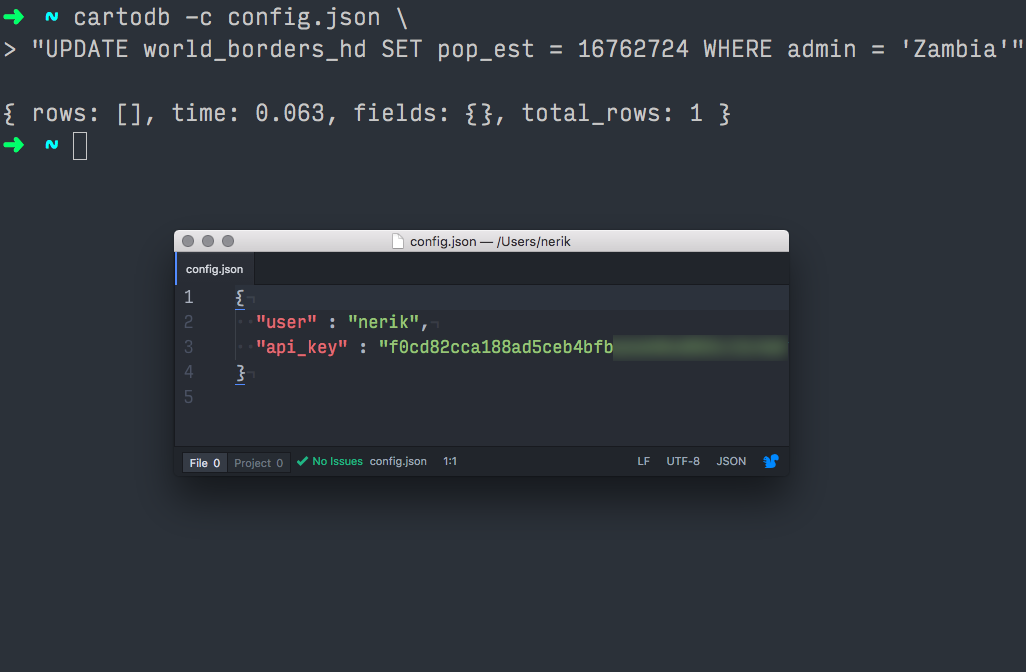 ➜ ~ cartodb -c config.json \
> "UPDATE world_borders_hd SET pop_est = 16762724 WHERE admin = 'Zambia'"
{ rows: [], time: 0.063, fields: {}, total_rows: 1 }
➜ ~
config.json — /Users/nerik
config.json
1 {
2 "user" : "nerik",
3 "api_key" : "f0cd82cca188ad5ceb4bfb
4 }
5
File 0 Project 0 ✔ No Issues config.json 1:1 LF UTF-8 JSON